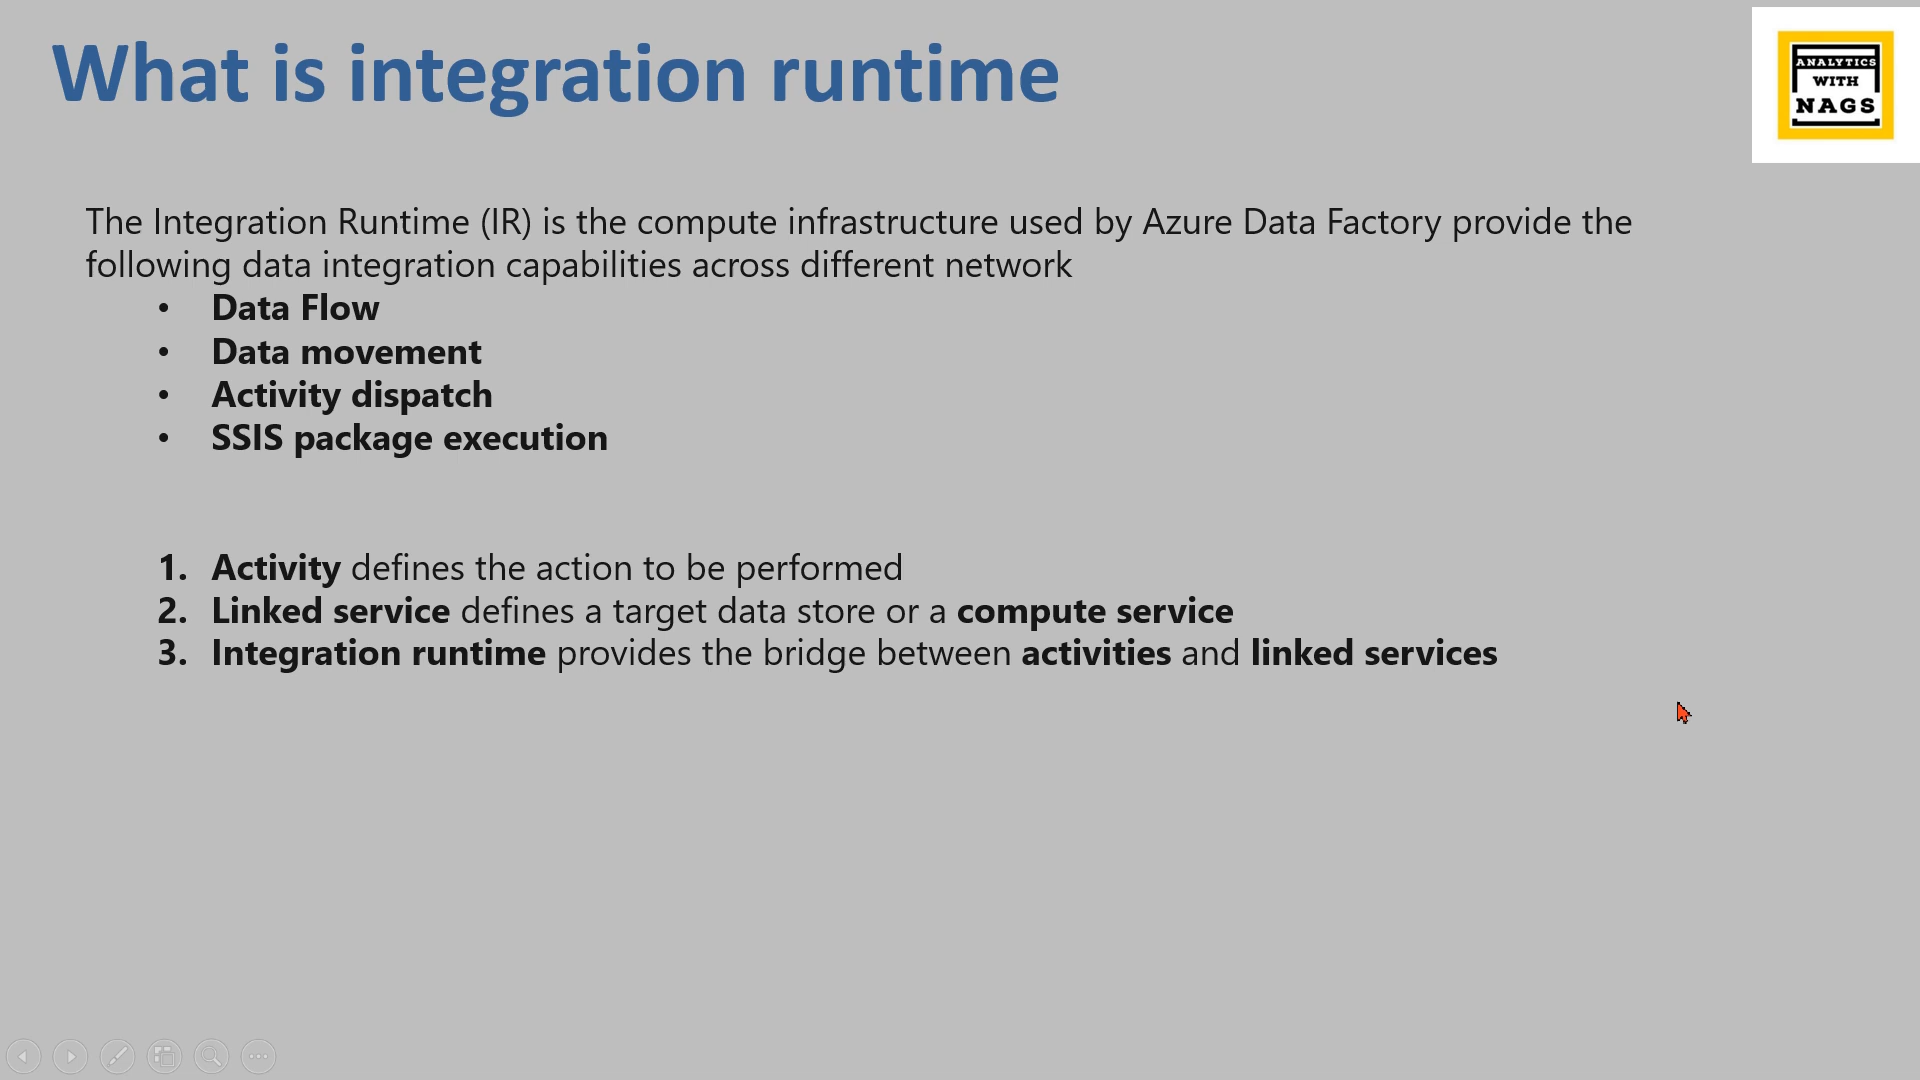 What is integration runtime
ANALYTICS
WITH
NAGS
The Integration Runtime (IR) is the compute infrastructure used by Azure Data Factory provide the
following data integration capabilities across different network
• Data Flow
• Data movement
• Activity dispatch
• SSIS package execution
1. Activity defines the action to be performed
2. Linked service defines a target data store or a compute service
3. Integration runtime provides the bridge between activities and linked services